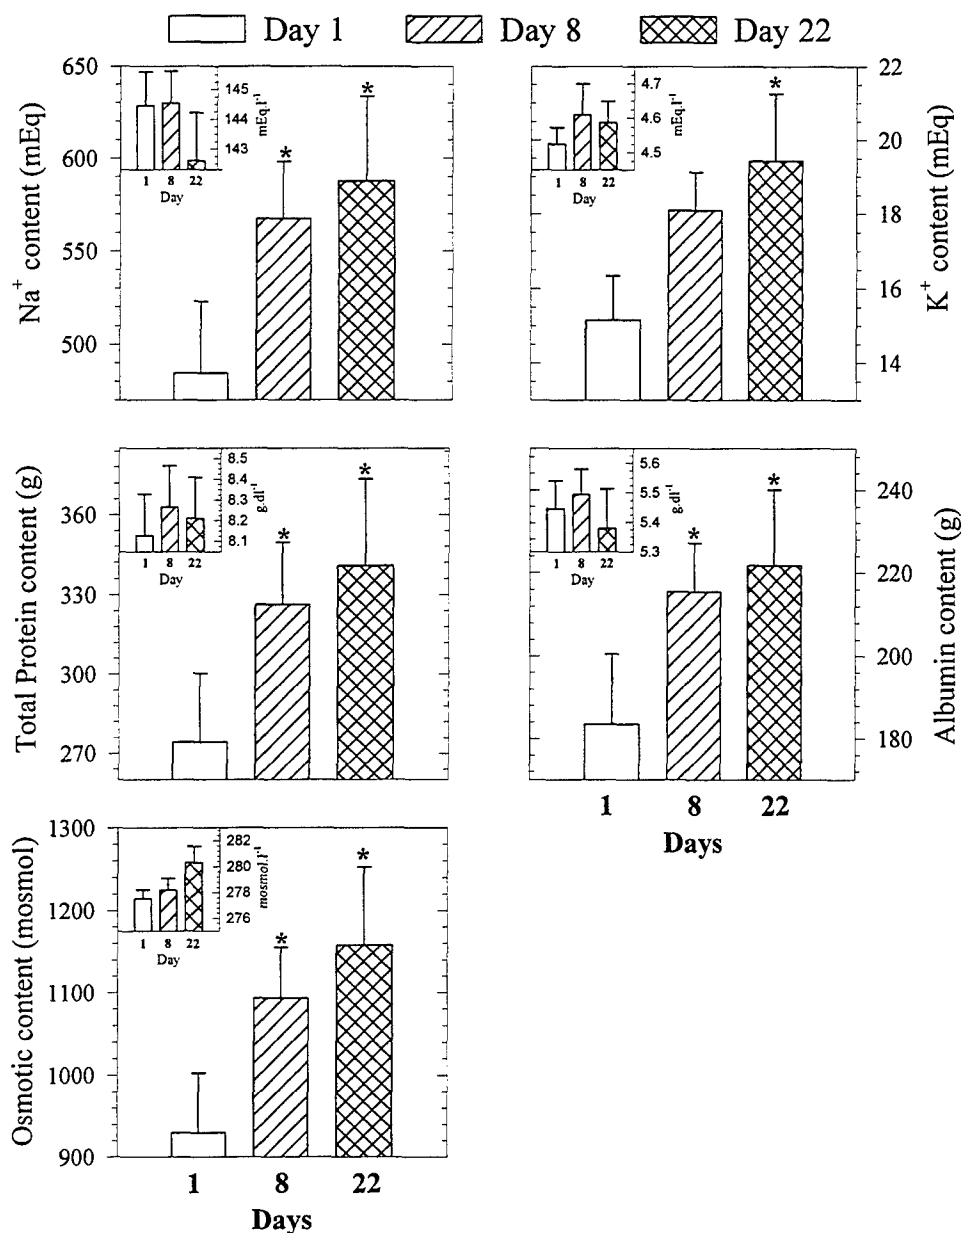 Day 1 Day 8 Day 22
Na+ content (mEq)
650
600
550
500
*
*
145
144
143
mEq.l-1
1 8 22
Day
K+ content (mEq)
22
20
18
16
14
*
4.7
4.6
4.5
mEq.l-1
1 8 22
Day
Total Protein content (g)
360
330
300
270
*
*
8.5
8.4
8.3
8.2
8.1
g.dl-1
1 8 22
Day
Albumin content (g)
240
220
200
180
*
*
5.6
5.5
5.4
5.3
g.dl-1
1 8 22
Day
1 8 22
Days
Osmotic content (mosmol)
1300
1200
1100
1000
900
*
*
282
280
278
276
mosmol.l-1
1 8 22
Day
1 8 22
Days